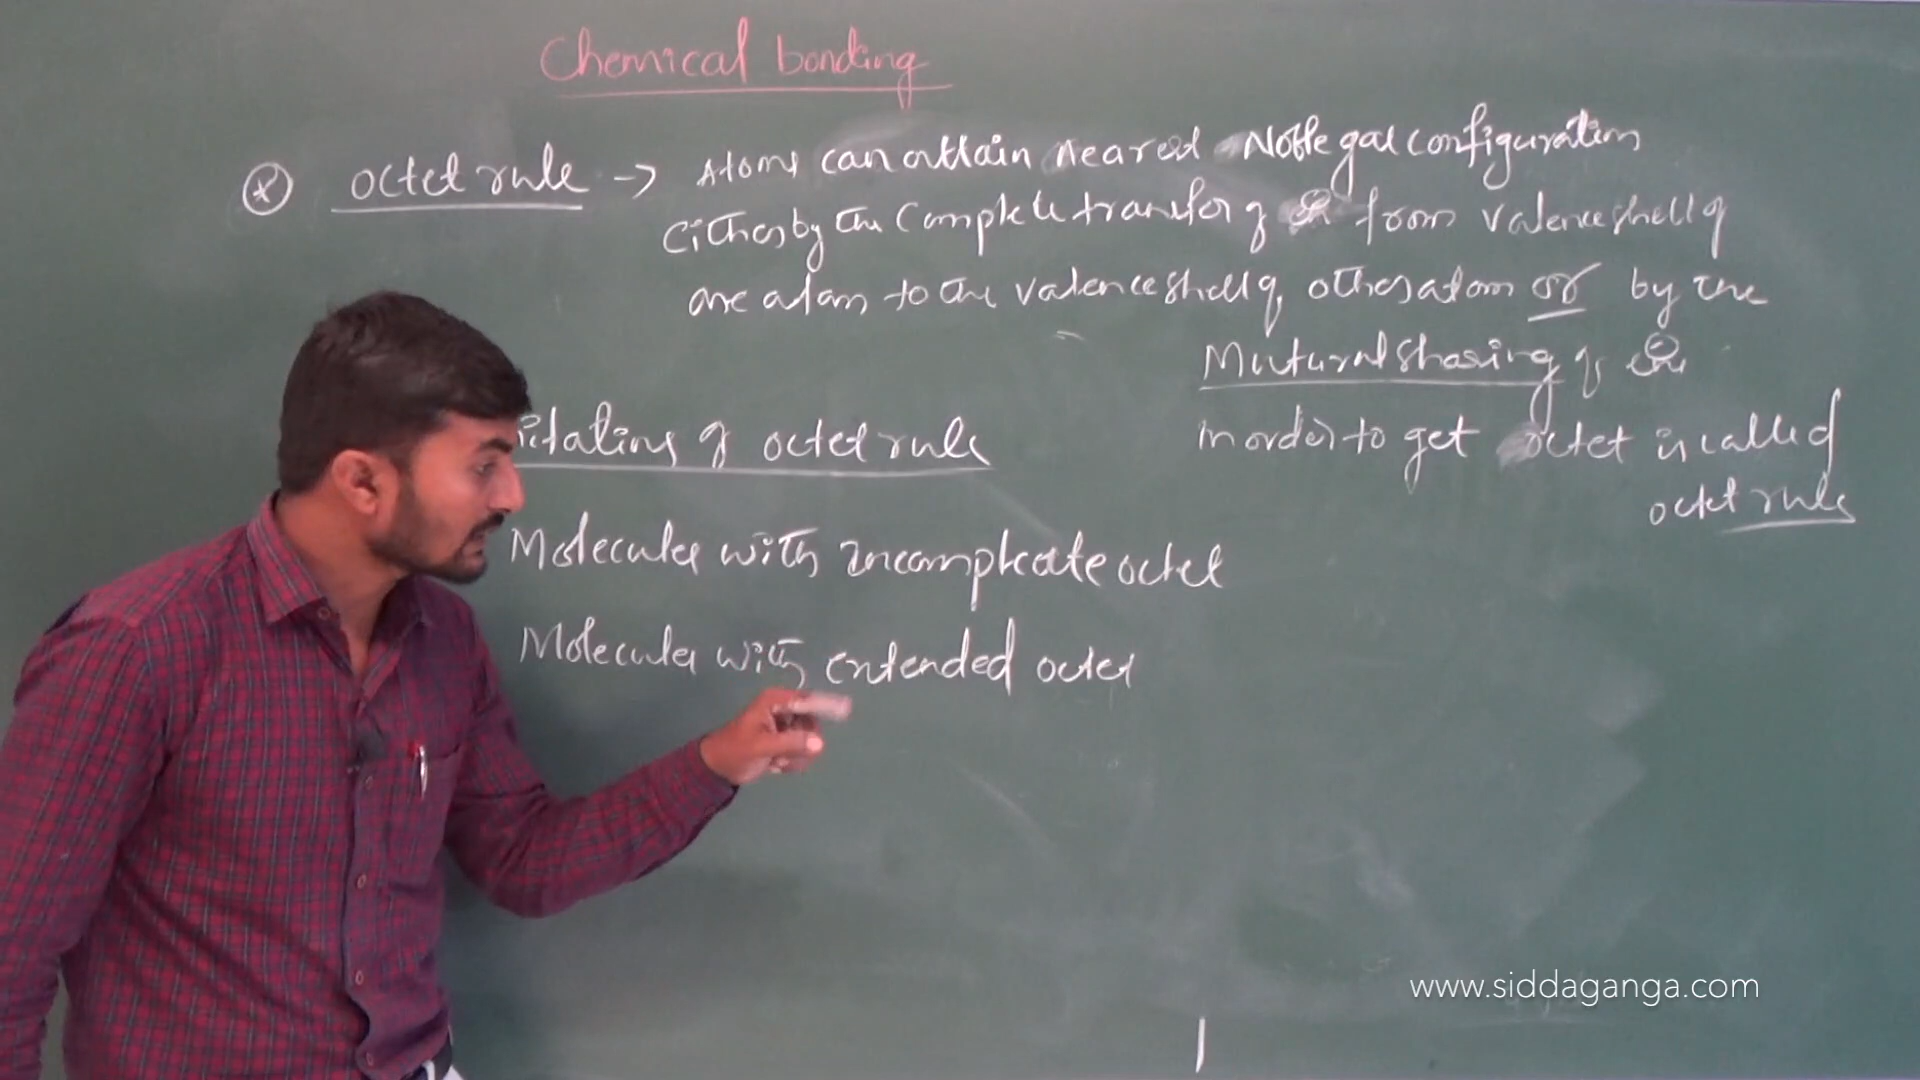 Chemical bonding
octet rule → Atoms can attain neared Noble gas configuration
either by the complete transfer of e⊖ from valence shell of
one atom to the valence shell of other atom or by the
Mutural sharing of e⊖
in order to get octet is called
octet rule
itations of octet rule
Molecules with incompleate octet
Molecules with extended octet
www.siddaganga.com